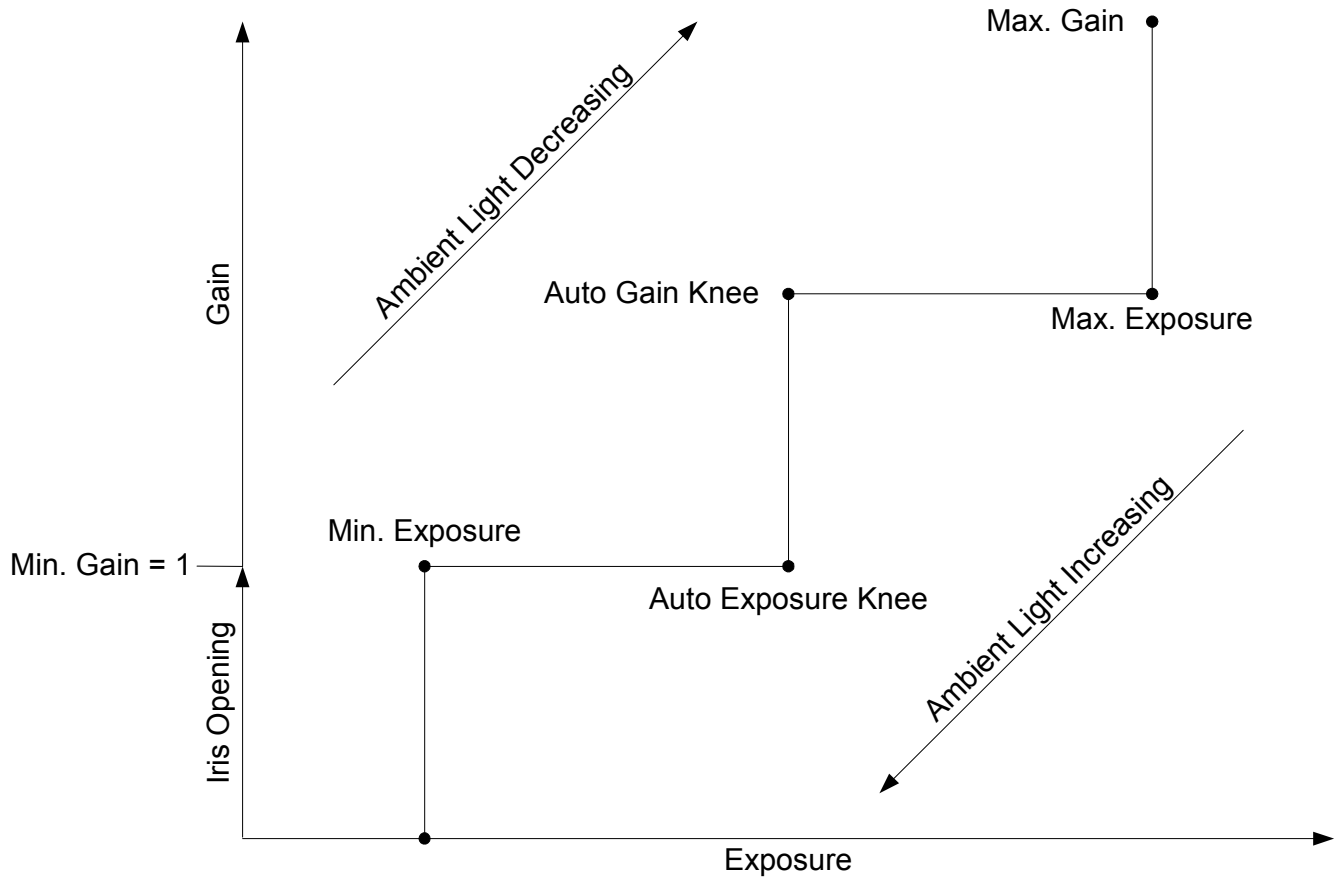 Max. Gain
Ambient Light Decreasing
Gain
Auto Gain Knee
Max. Exposure
Min. Exposure
Min. Gain = 1
Auto Exposure Knee
Ambient Light Increasing
Iris Opening
Exposure